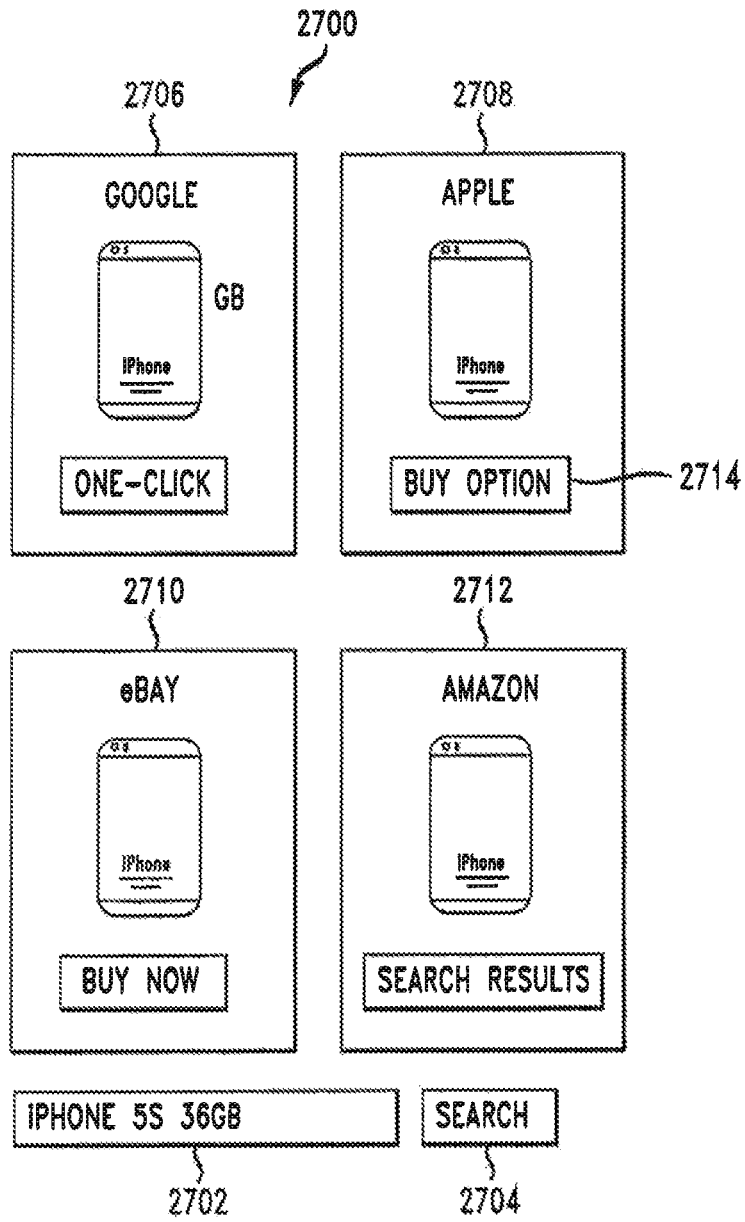 2700
2706
2708
GOOGLE
APPLE
GB
iPhone
iPhone
ONE-CLICK
BUY OPTION
2714
2710
2712
eBAY
AMAZON
iPhone
iPhone
BUY NOW
SEARCH RESULTS
IPHONE 5S 36GB
SEARCH
2702
2704